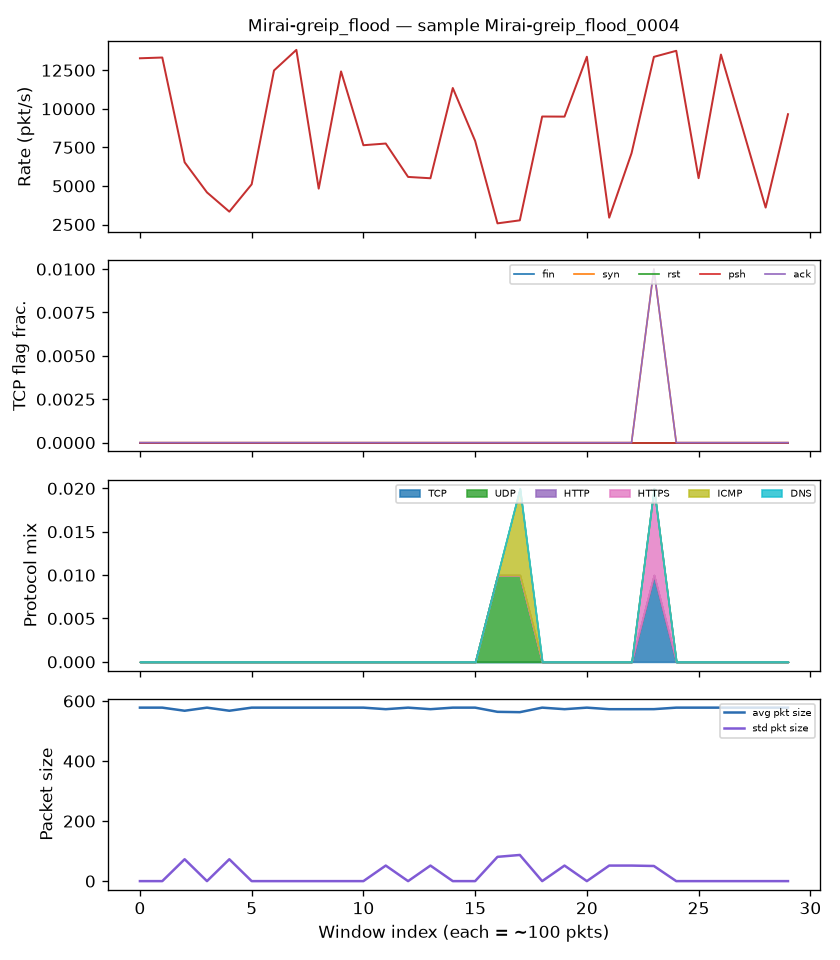 Mirai-greip_flood — sample Mirai-greip_flood_0004
Rate (pkt/s)
12500
10000
7500
5000
2500
TCP flag frac.
0.0100
0.0075
0.0050
0.0025
0.0000
fin syn rst psh ack
Protocol mix
0.020
0.015
0.010
0.005
0.000
TCP UDP HTTP HTTPS ICMP DNS
Packet size
600
400
200
0
avg pkt size
std pkt size
0 5 10 15 20 25 30
Window index (each = ~100 pkts)